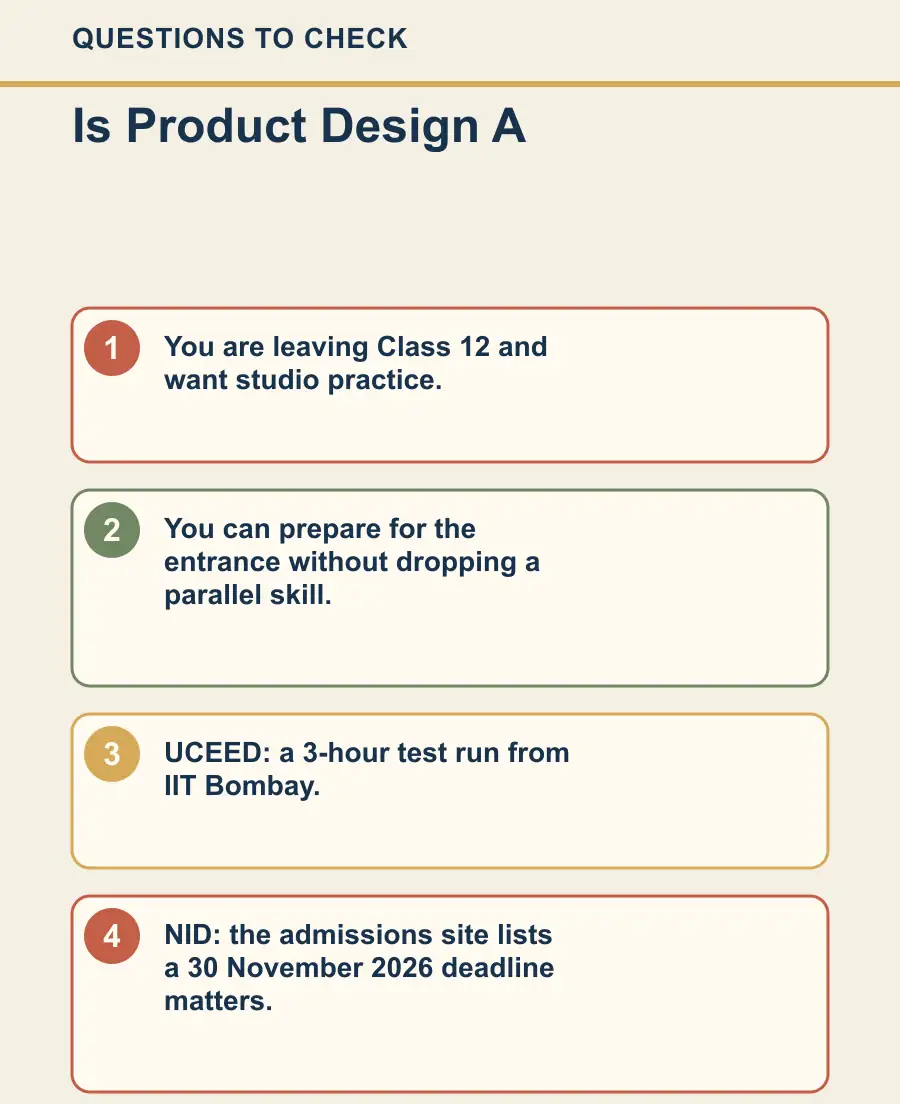 QUESTIONS TO CHECK
Is Product Design A
1
You are leaving Class 12 and
want studio practice.
2
You can prepare for the
entrance without dropping a
parallel skill.
3
UCEED: a 3-hour test run from
IIT Bombay.
4
NID: the admissions site lists
a 30 November 2026 deadline
matters.